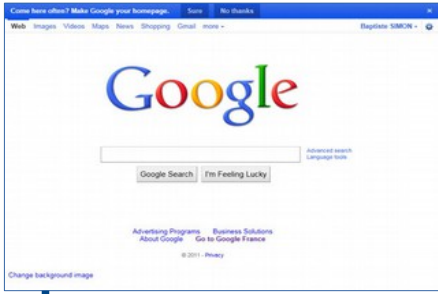 Come here often? Make Google your homepage. Sure No thanks ×
Web Images Videos Maps News Shopping Gmail more Baptiste SIMON
Google
Advanced search
Language tools
Google Search I'm Feeling Lucky
Advertising Programs Business Solutions
About Google Go to Google France
© 2011 - Privacy
Change background image